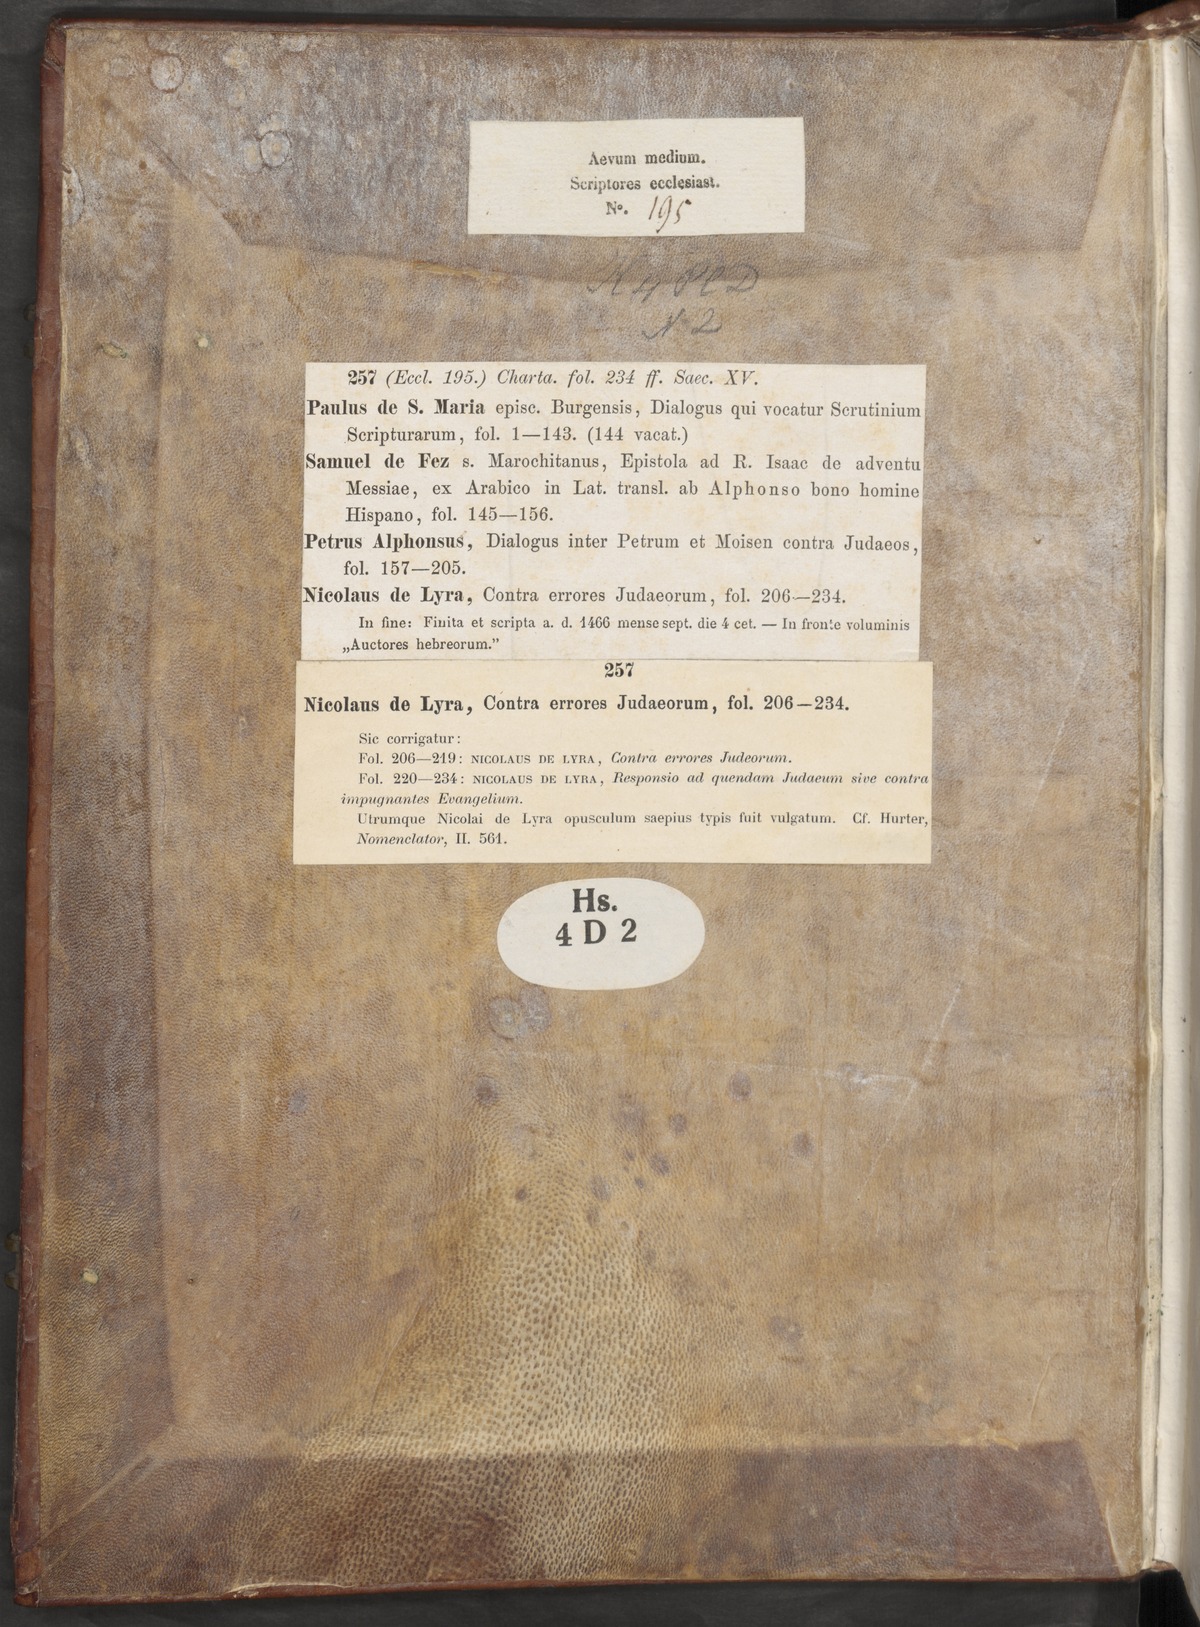 Aevum medium.
Scriptores ecclesiast.
No. 195
N 2
257 (Eccl. 195.) Charta. fol. 234 ff. Saec. XV.
Paulus de S. Maria episc. Burgensis, Dialogus qui vocatur Scrutinium
Scripturarum, fol. 1—143. (144 vacat.)
Samuel de Fez s. Marochitanus, Epistola ad R. Isaac de adventu
Messiae, ex Arabico in Lat. transl. ab Alphonso bono homine
Hispano, fol. 145—156.
Petrus Alphonsus, Dialogus inter Petrum et Moisen contra Judaeos,
fol. 157—205.
Nicolaus de Lyra, Contra errores Judaeorum, fol. 206—234.
In fine: Finita et scripta a. d. 1466 mense sept. die 4 cet. — In fronte voluminis
„Auctores hebreorum.”
257
Nicolaus de Lyra, Contra errores Judaeorum, fol. 206—234.
Sic corrigatur:
Fol. 206—219: NICOLAUS DE LYRA, Contra errores Judeorum.
Fol. 220—234: NICOLAUS DE LYRA, Responsio ad quendam Judaeum sive contra
impugnantes Evangelium.
Utrumque Nicolai de Lyra opusculum saepius typis fuit vulgatum. Cf. Hurter,
Nomenclator, II. 561.
Hs.
4 D 2